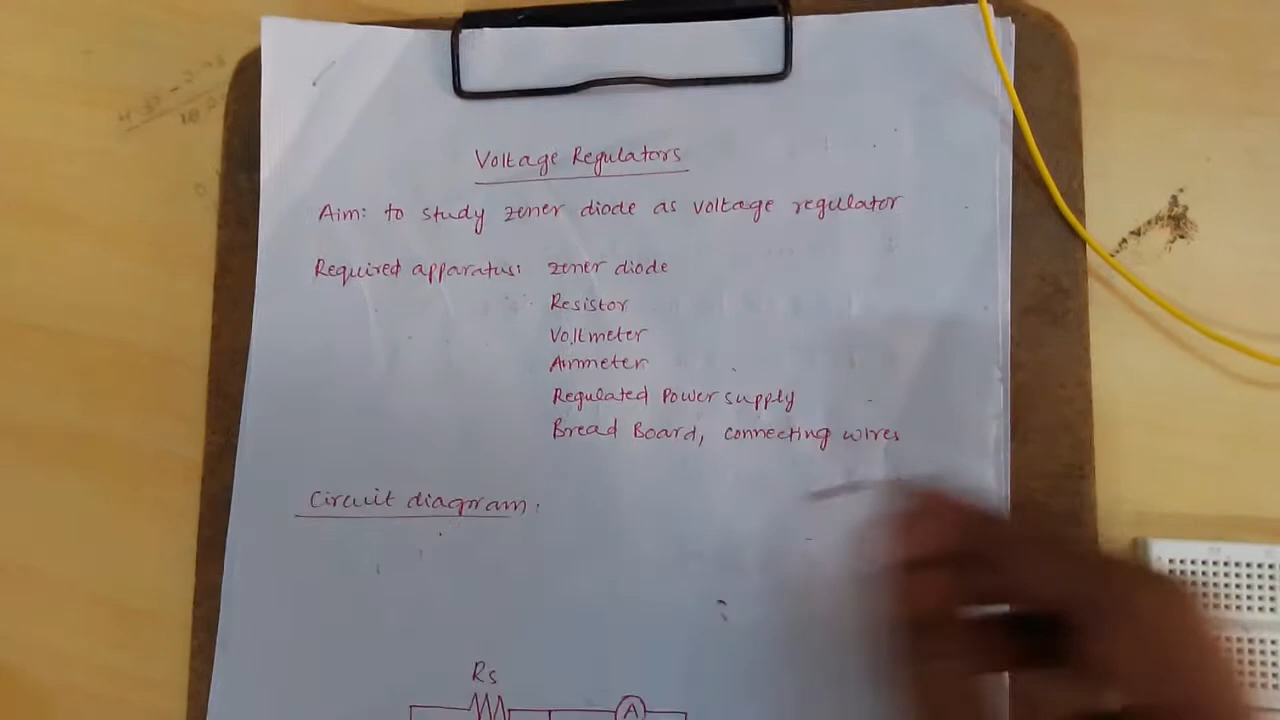 Voltage Regulators
Aim: to study zener diode as voltage regulator
Required apparatus: zener diode
Resistor
Voltmeter
Ammeter
Regulated Power supply
Bread Board, connecting wires
Circuit diagram:
Rs
A